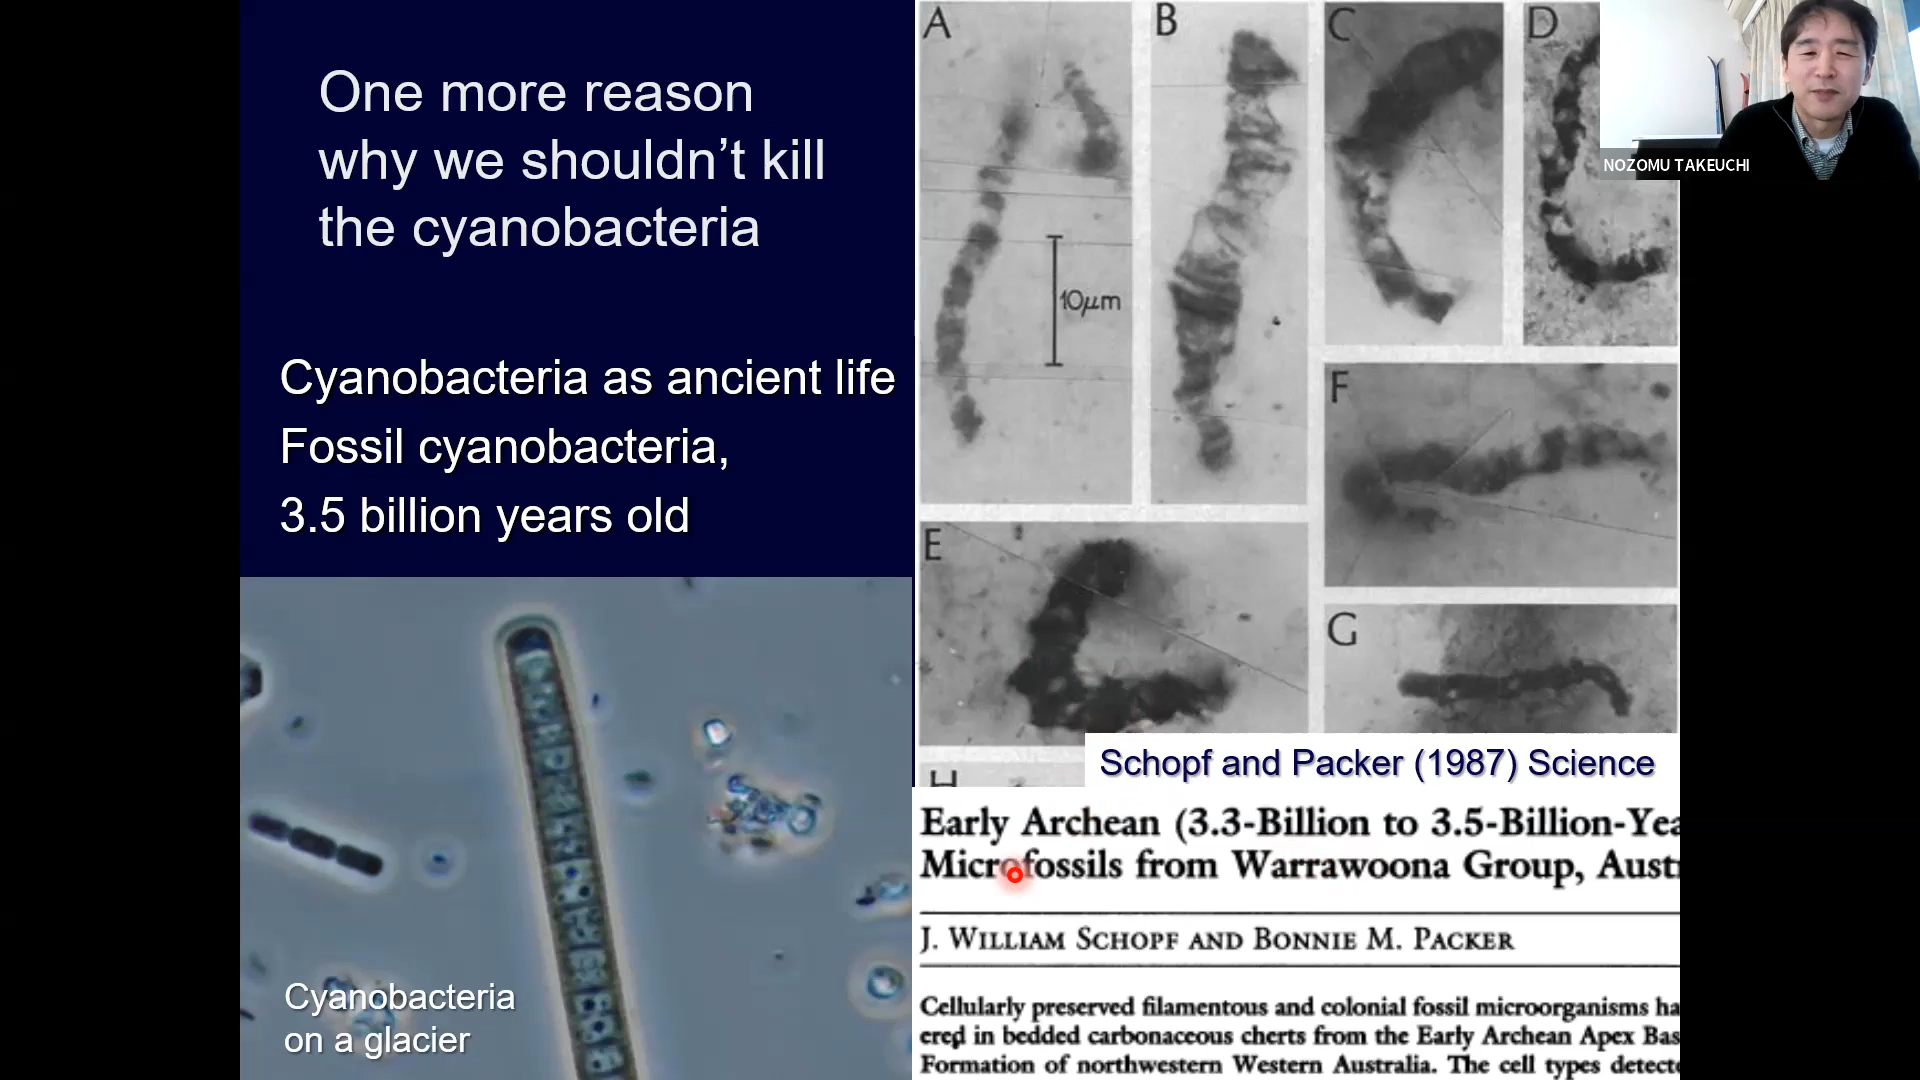 One more reason
why we shouldn’t kill
the cyanobacteria
Cyanobacteria as ancient life
Fossil cyanobacteria,
3.5 billion years old
Cyanobacteria
on a glacier
A
B
C
D
10μm
E
F
G
H
Schopf and Packer (1987) Science
Early Archean (3.3-Billion to 3.5-Billion-Yea
Microfossils from Warrawoona Group, Aust
J. WILLIAM SCHOPF AND BONNIE M. PACKER
Cellularly preserved filamentous and colonial fossil microorganisms ha
ered in bedded carbonaceous cherts from the Early Archean Apex Bas
Formation of northwestern Western Australia. The cell types detect
NOZOMU TAKEUCHI